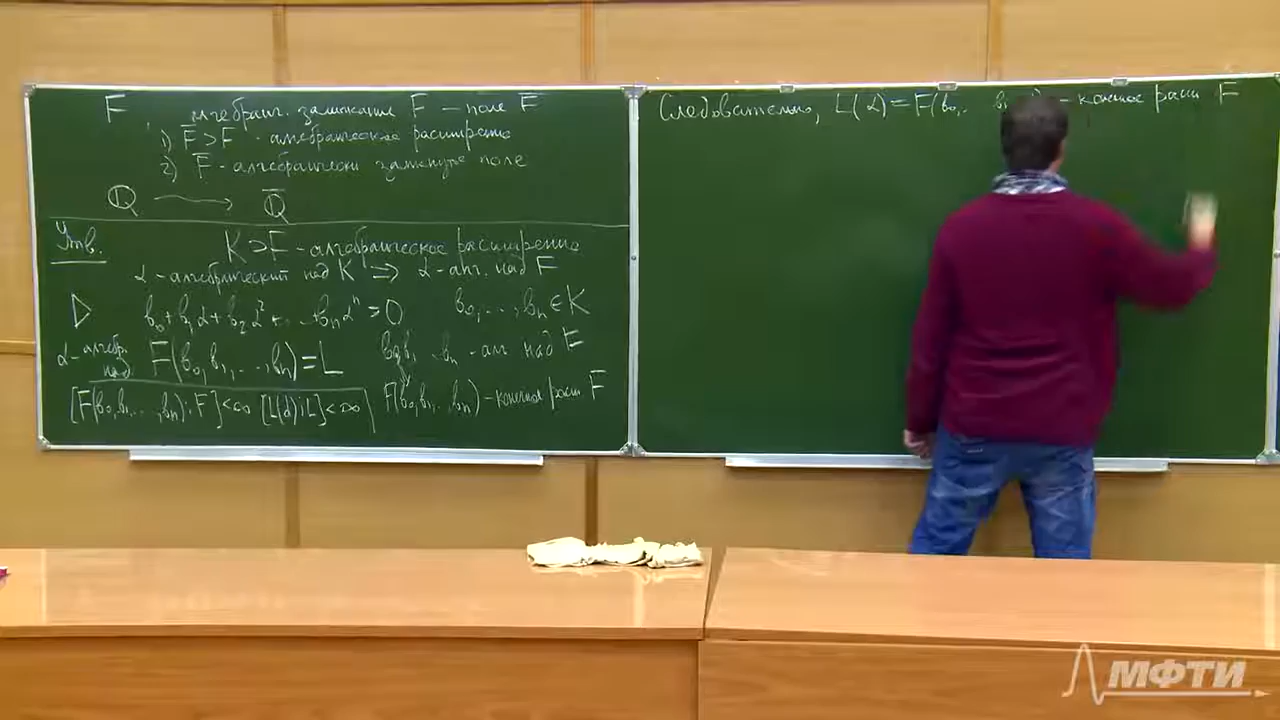 F алгебраич. замыкание F – поле F̅
1) F̅ ⊃ F - алгебраическое расширение
2) F̅ - алгебраически замкнутое поле
ℚ → ℚ̅
Утв. K ⊃ F - алгебраическое расширение
α - алгебраический над K ⇒ α - алг. над F
▷ b₀ + b₁α + b₂α² + ... bₙαⁿ = 0 b₀, ..., bₙ ∈ K
α - алгебр. над F(b₀, b₁, ..., bₙ) = L b₀, b₁ .. bₙ - алг над F
[F(b₀, b₁, ..., bₙ) : F] < ∞ [L(α) : L] < ∞ F(b₀, b₁, .., bₙ) - конечное расш F
Следовательно, L(α) = F(b₀, - конечное расш F
МФТИ